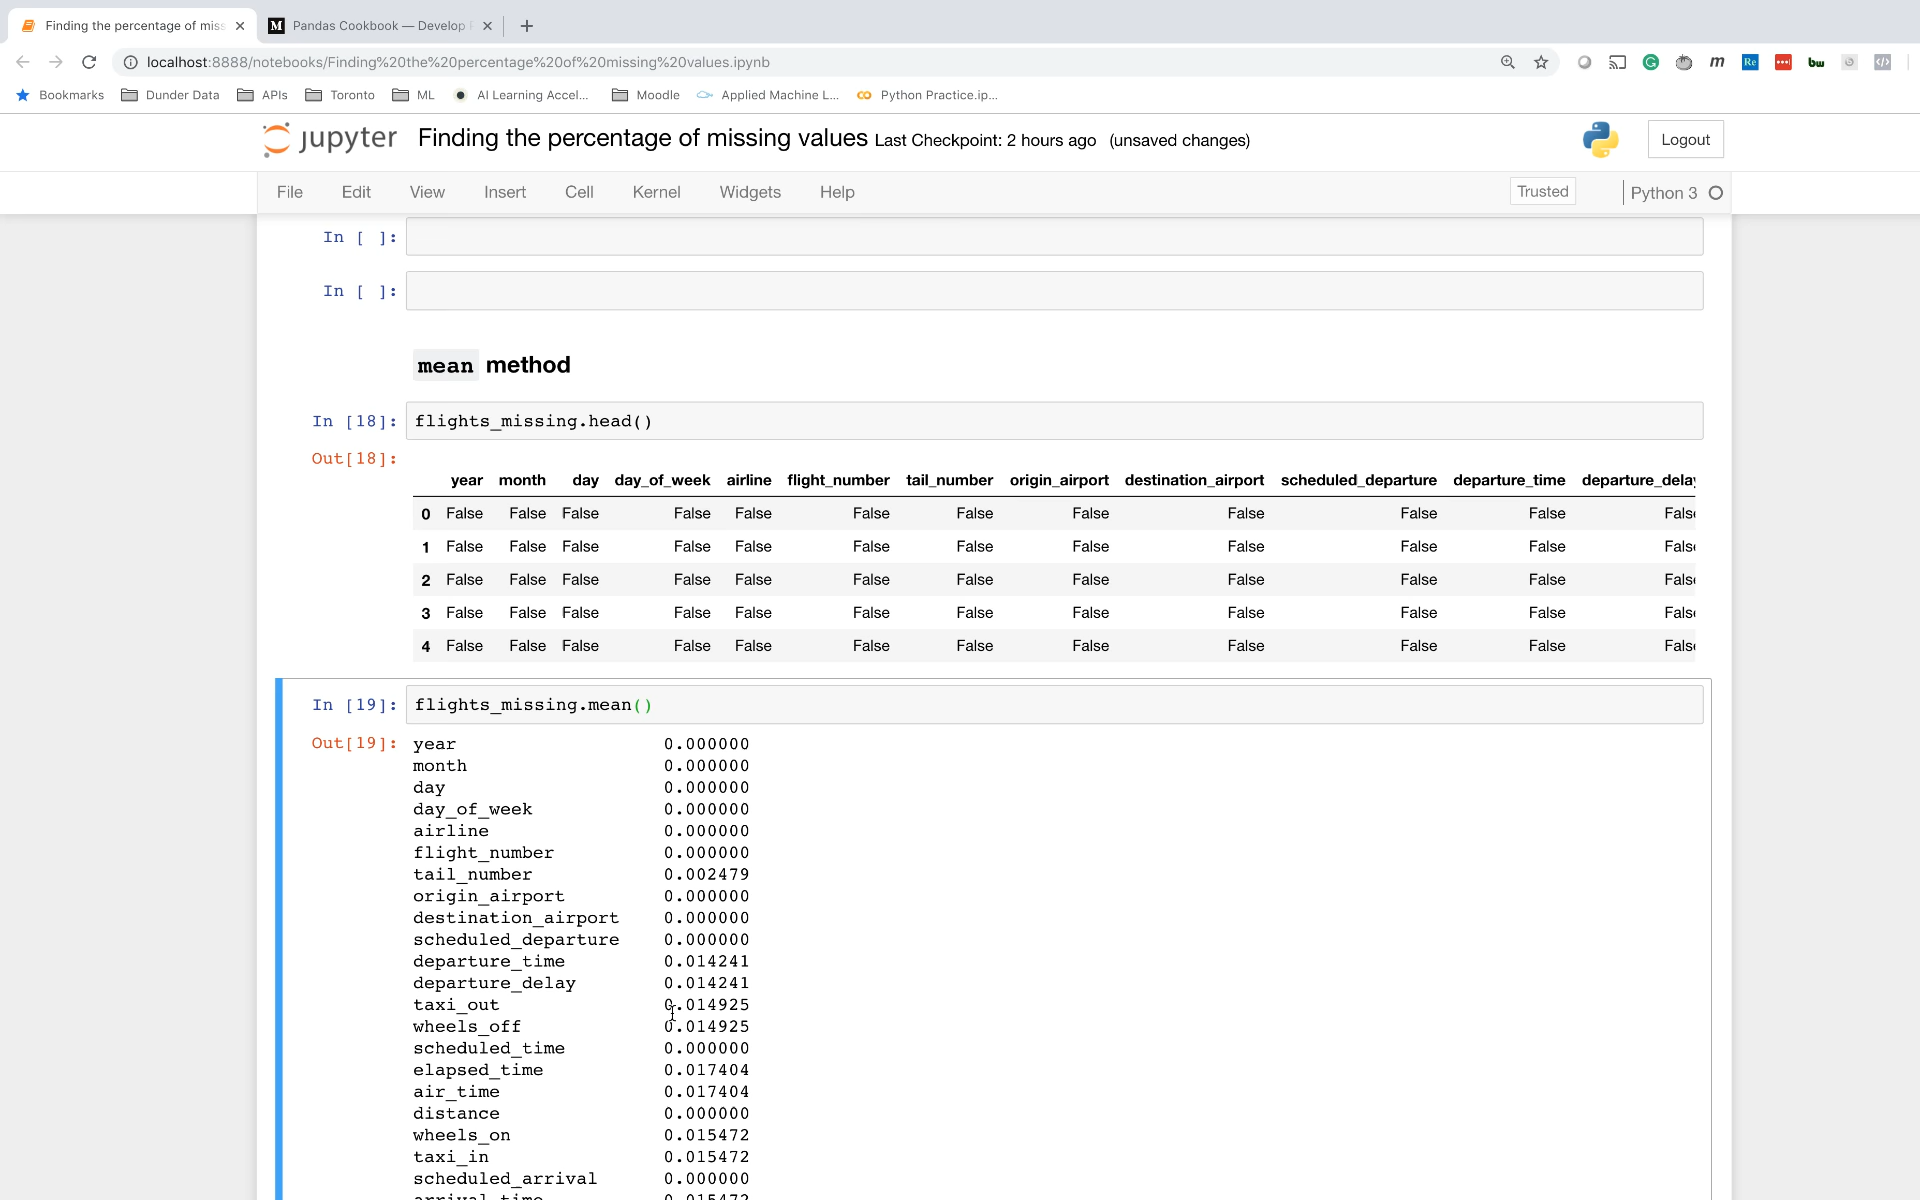 Finding the percentage of miss
Pandas Cookbook — Develop
localhost:8888/notebooks/Finding%20the%20percentage%20of%20missing%20values.ipynb
Bookmarks Dunder Data APIs Toronto ML AI Learning Accel... Moodle Applied Machine L... Python Practice.ip...
jupyter Finding the percentage of missing values Last Checkpoint: 2 hours ago (unsaved changes) Logout
File Edit View Insert Cell Kernel Widgets Help Trusted Python 3
In [ ]:
In [ ]:
mean method
In [18]: flights_missing.head()
Out[18]:
year month day day_of_week airline flight_number tail_number origin_airport destination_airport scheduled_departure departure_time departure_delay
0 False False False False False False False False False False False False
1 False False False False False False False False False False False False
2 False False False False False False False False False False False False
3 False False False False False False False False False False False False
4 False False False False False False False False False False False False
In [19]: flights_missing.mean()
Out[19]: year 0.000000
month 0.000000
day 0.000000
day_of_week 0.000000
airline 0.000000
flight_number 0.000000
tail_number 0.002479
origin_airport 0.000000
destination_airport 0.000000
scheduled_departure 0.000000
departure_time 0.014241
departure_delay 0.014241
taxi_out 0.014925
wheels_off 0.014925
scheduled_time 0.000000
elapsed_time 0.017404
air_time 0.017404
distance 0.000000
wheels_on 0.015472
taxi_in 0.015472
scheduled_arrival 0.000000
arrival_time 0.015472